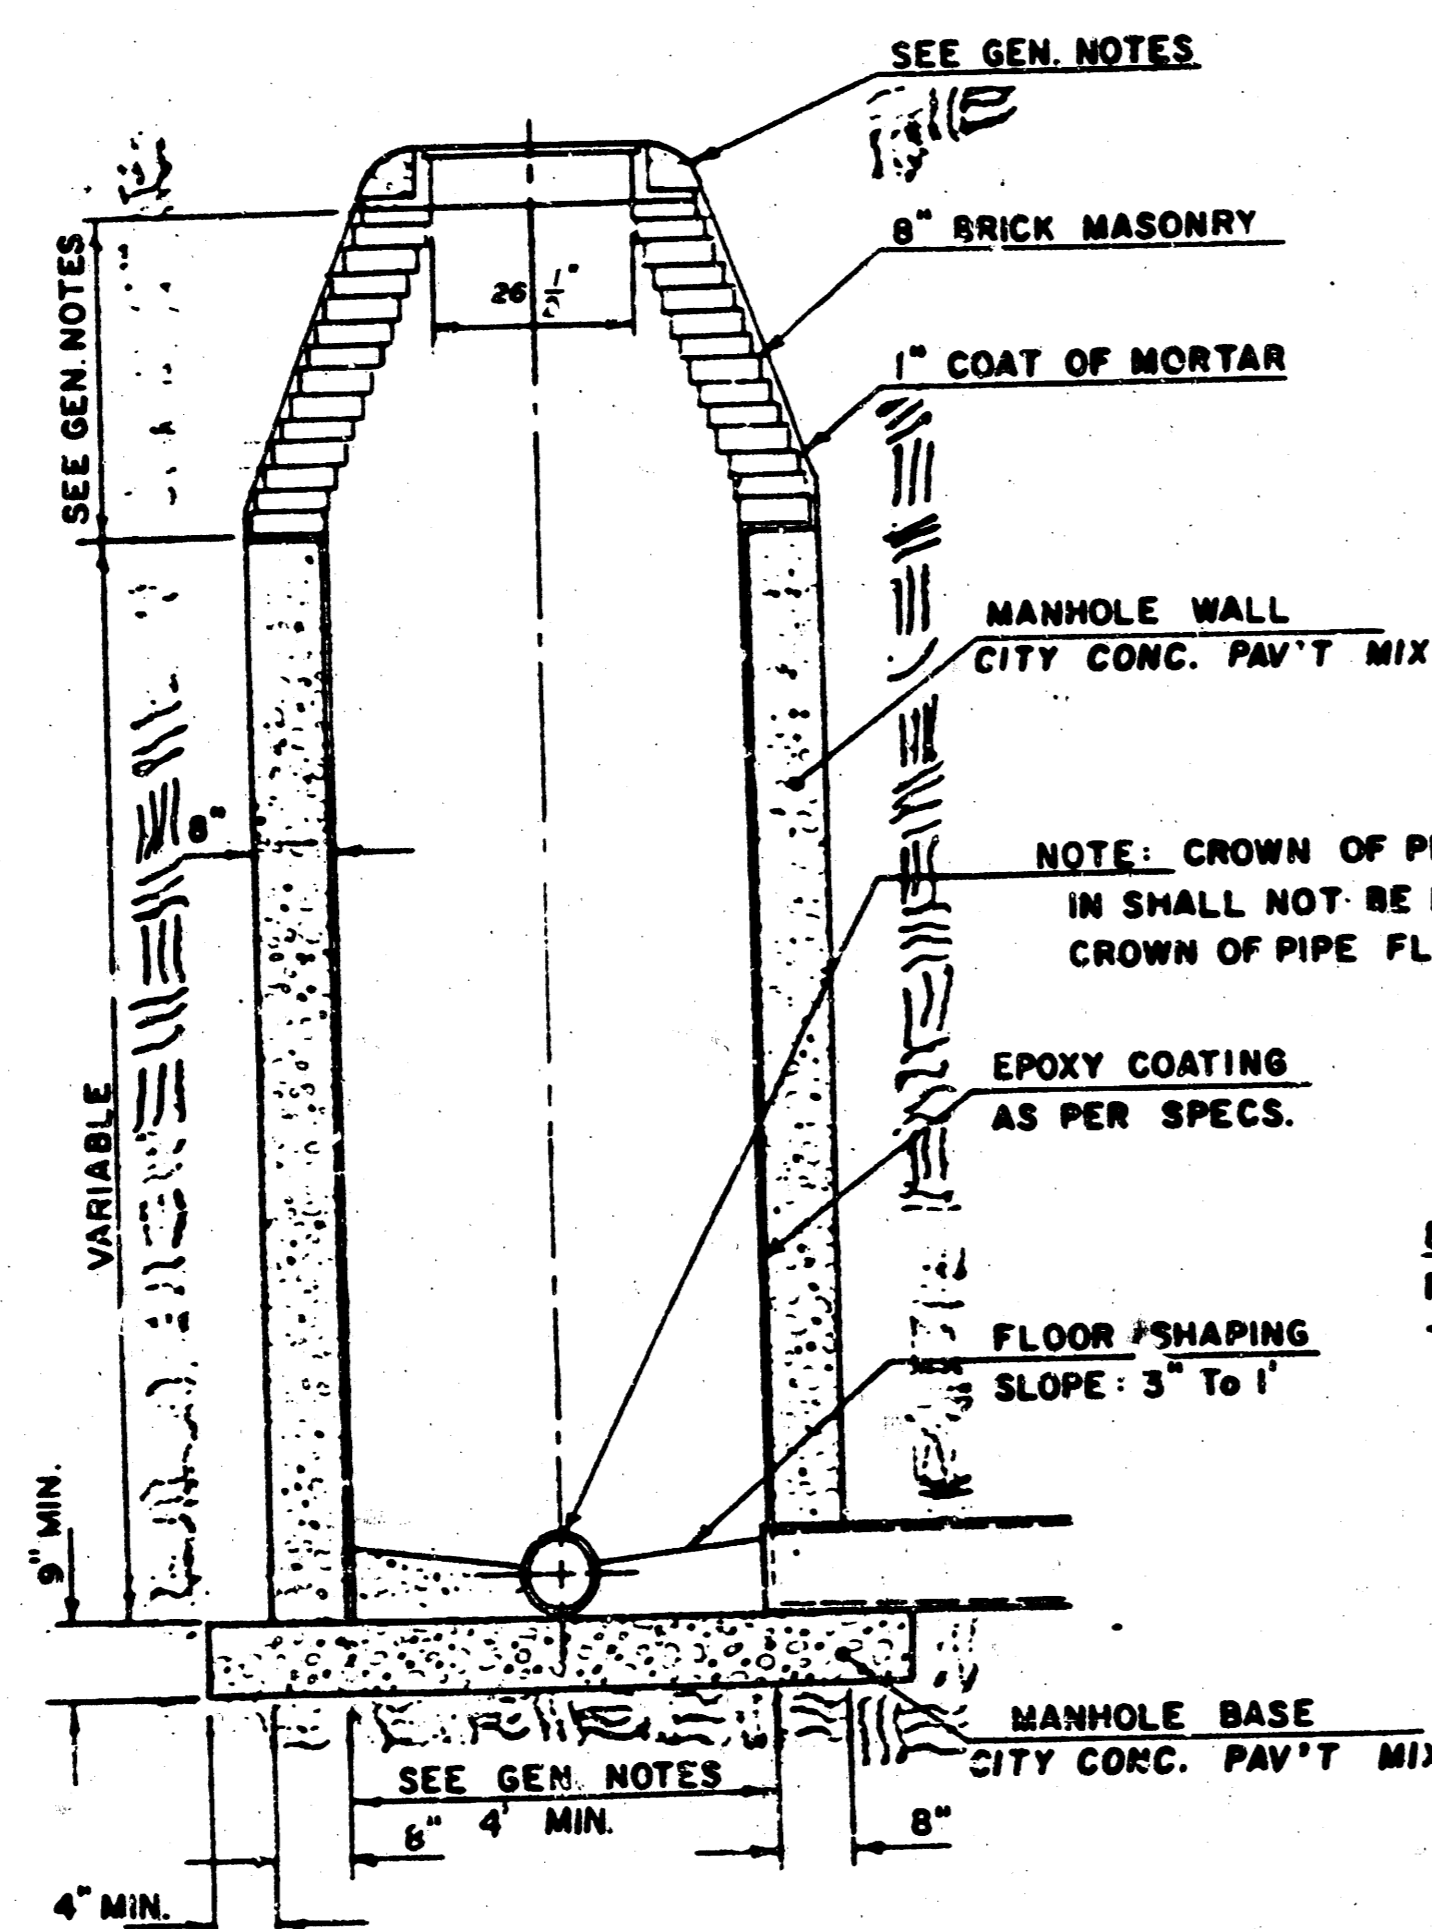 SEE GEN. NOTES
8" BRICK MASONRY
SEE GEN. NOTES
26 1/2"
1" COAT OF MORTAR
MANHOLE WALL
CITY CONC. PAV'T MIX
8"
NOTE: CROWN OF
IN SHALL NOT BE
CROWN OF PIPE
EPOXY COATING
AS PER SPECS.
VARIABLE
FLOOR SHAPING
SLOPE: 3" To 1'
9" MIN.
MANHOLE BASE
CITY CONC. PAV'T MIX
SEE GEN. NOTES
8" 4' MIN. 8"
4" MIN.